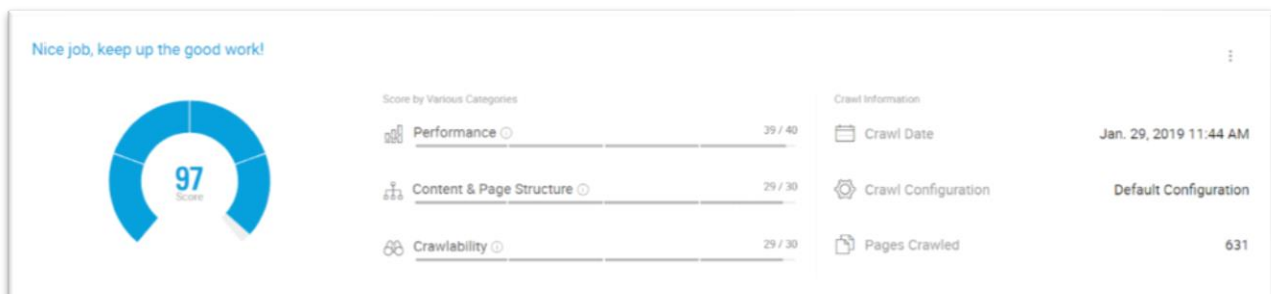 Nice job, keep up the good work!
97
Score
Score by Various Categories
Performance 39 / 40
Content & Page Structure 29 / 30
Crawlability 29 / 30
Crawl Information
Crawl Date Jan. 29, 2019 11:44 AM
Crawl Configuration Default Configuration
Pages Crawled 631